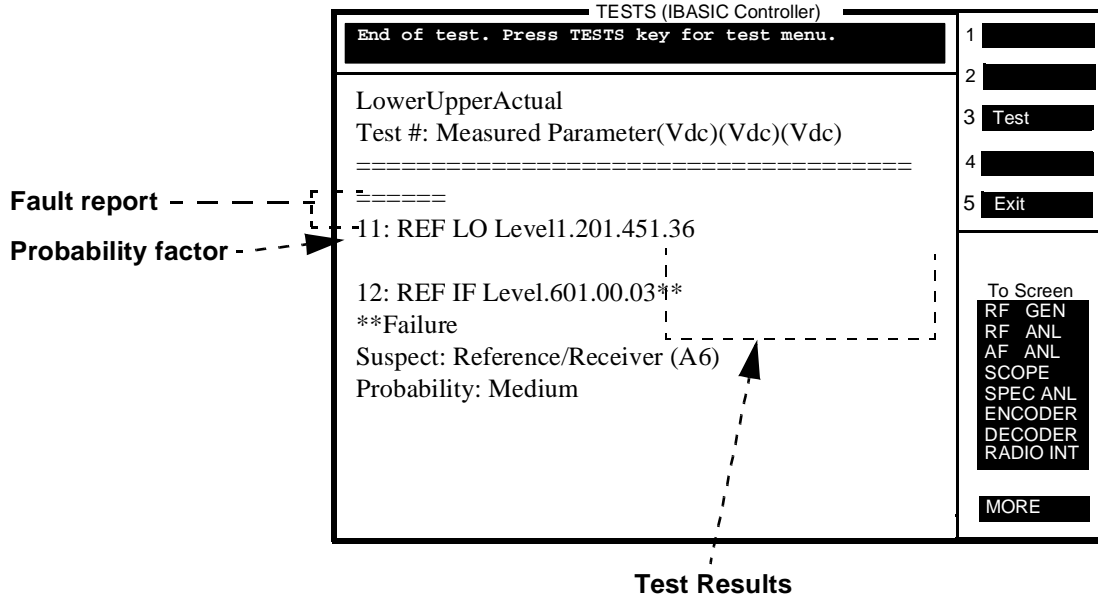 TESTS (IBASIC Controller)
End of test. Press TESTS key for test menu.
LowerUpperActual
Test #: Measured Parameter(Vdc)(Vdc)(Vdc)
=====================================
======
11: REF LO Level1.201.451.36
12: REF IF Level.601.00.03**
**Failure
Suspect: Reference/Receiver (A6)
Probability: Medium
Fault report
Probability factor
Test Results
1
2
3 Test
4
5 Exit
To Screen
RF GEN
RF ANL
AF ANL
SCOPE
SPEC ANL
ENCODER
DECODER
RADIO INT
MORE